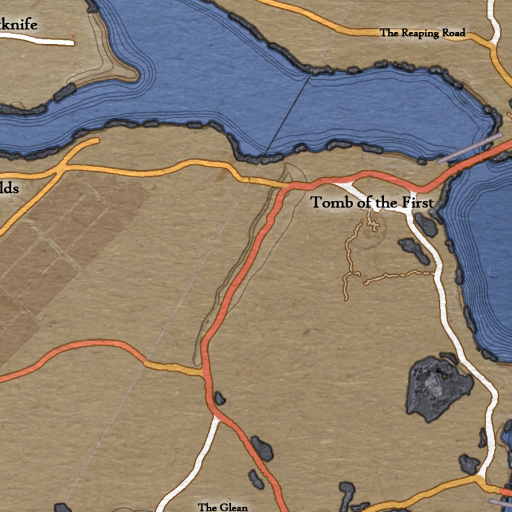 knife
The Reaping Road
lds
Tomb of the First
The Glean